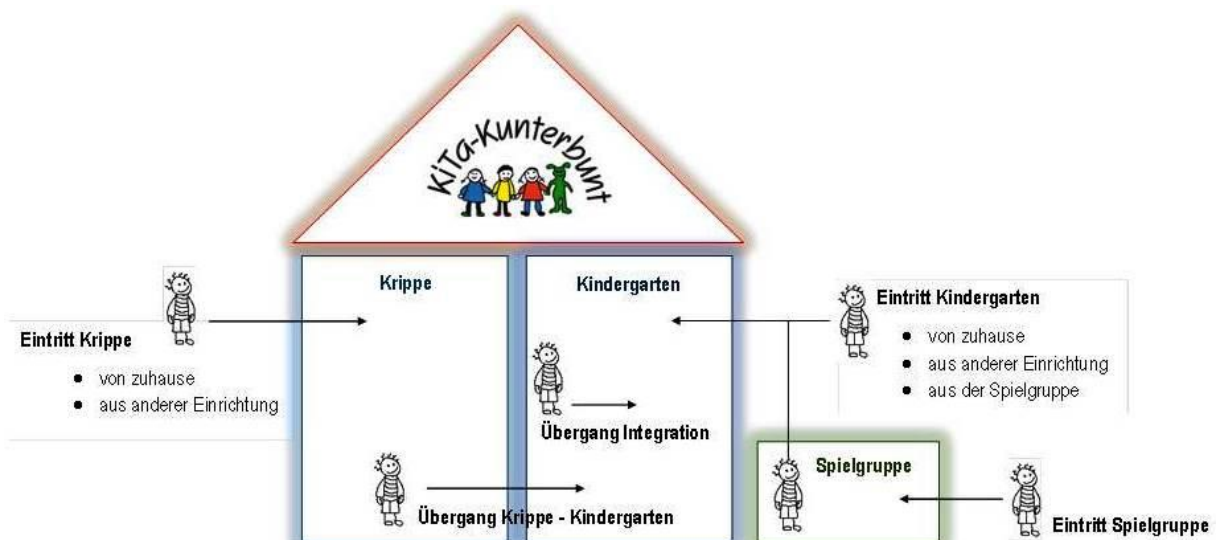 KiTa-Kunterbunt
Krippe
Kindergarten
Eintritt Krippe
• von zuhause
• aus anderer Einrichtung
Eintritt Kindergarten
• von zuhause
• aus anderer Einrichtung
• aus der Spielgruppe
Übergang Integration
Übergang Krippe - Kindergarten
Spielgruppe
Eintritt Spielgruppe